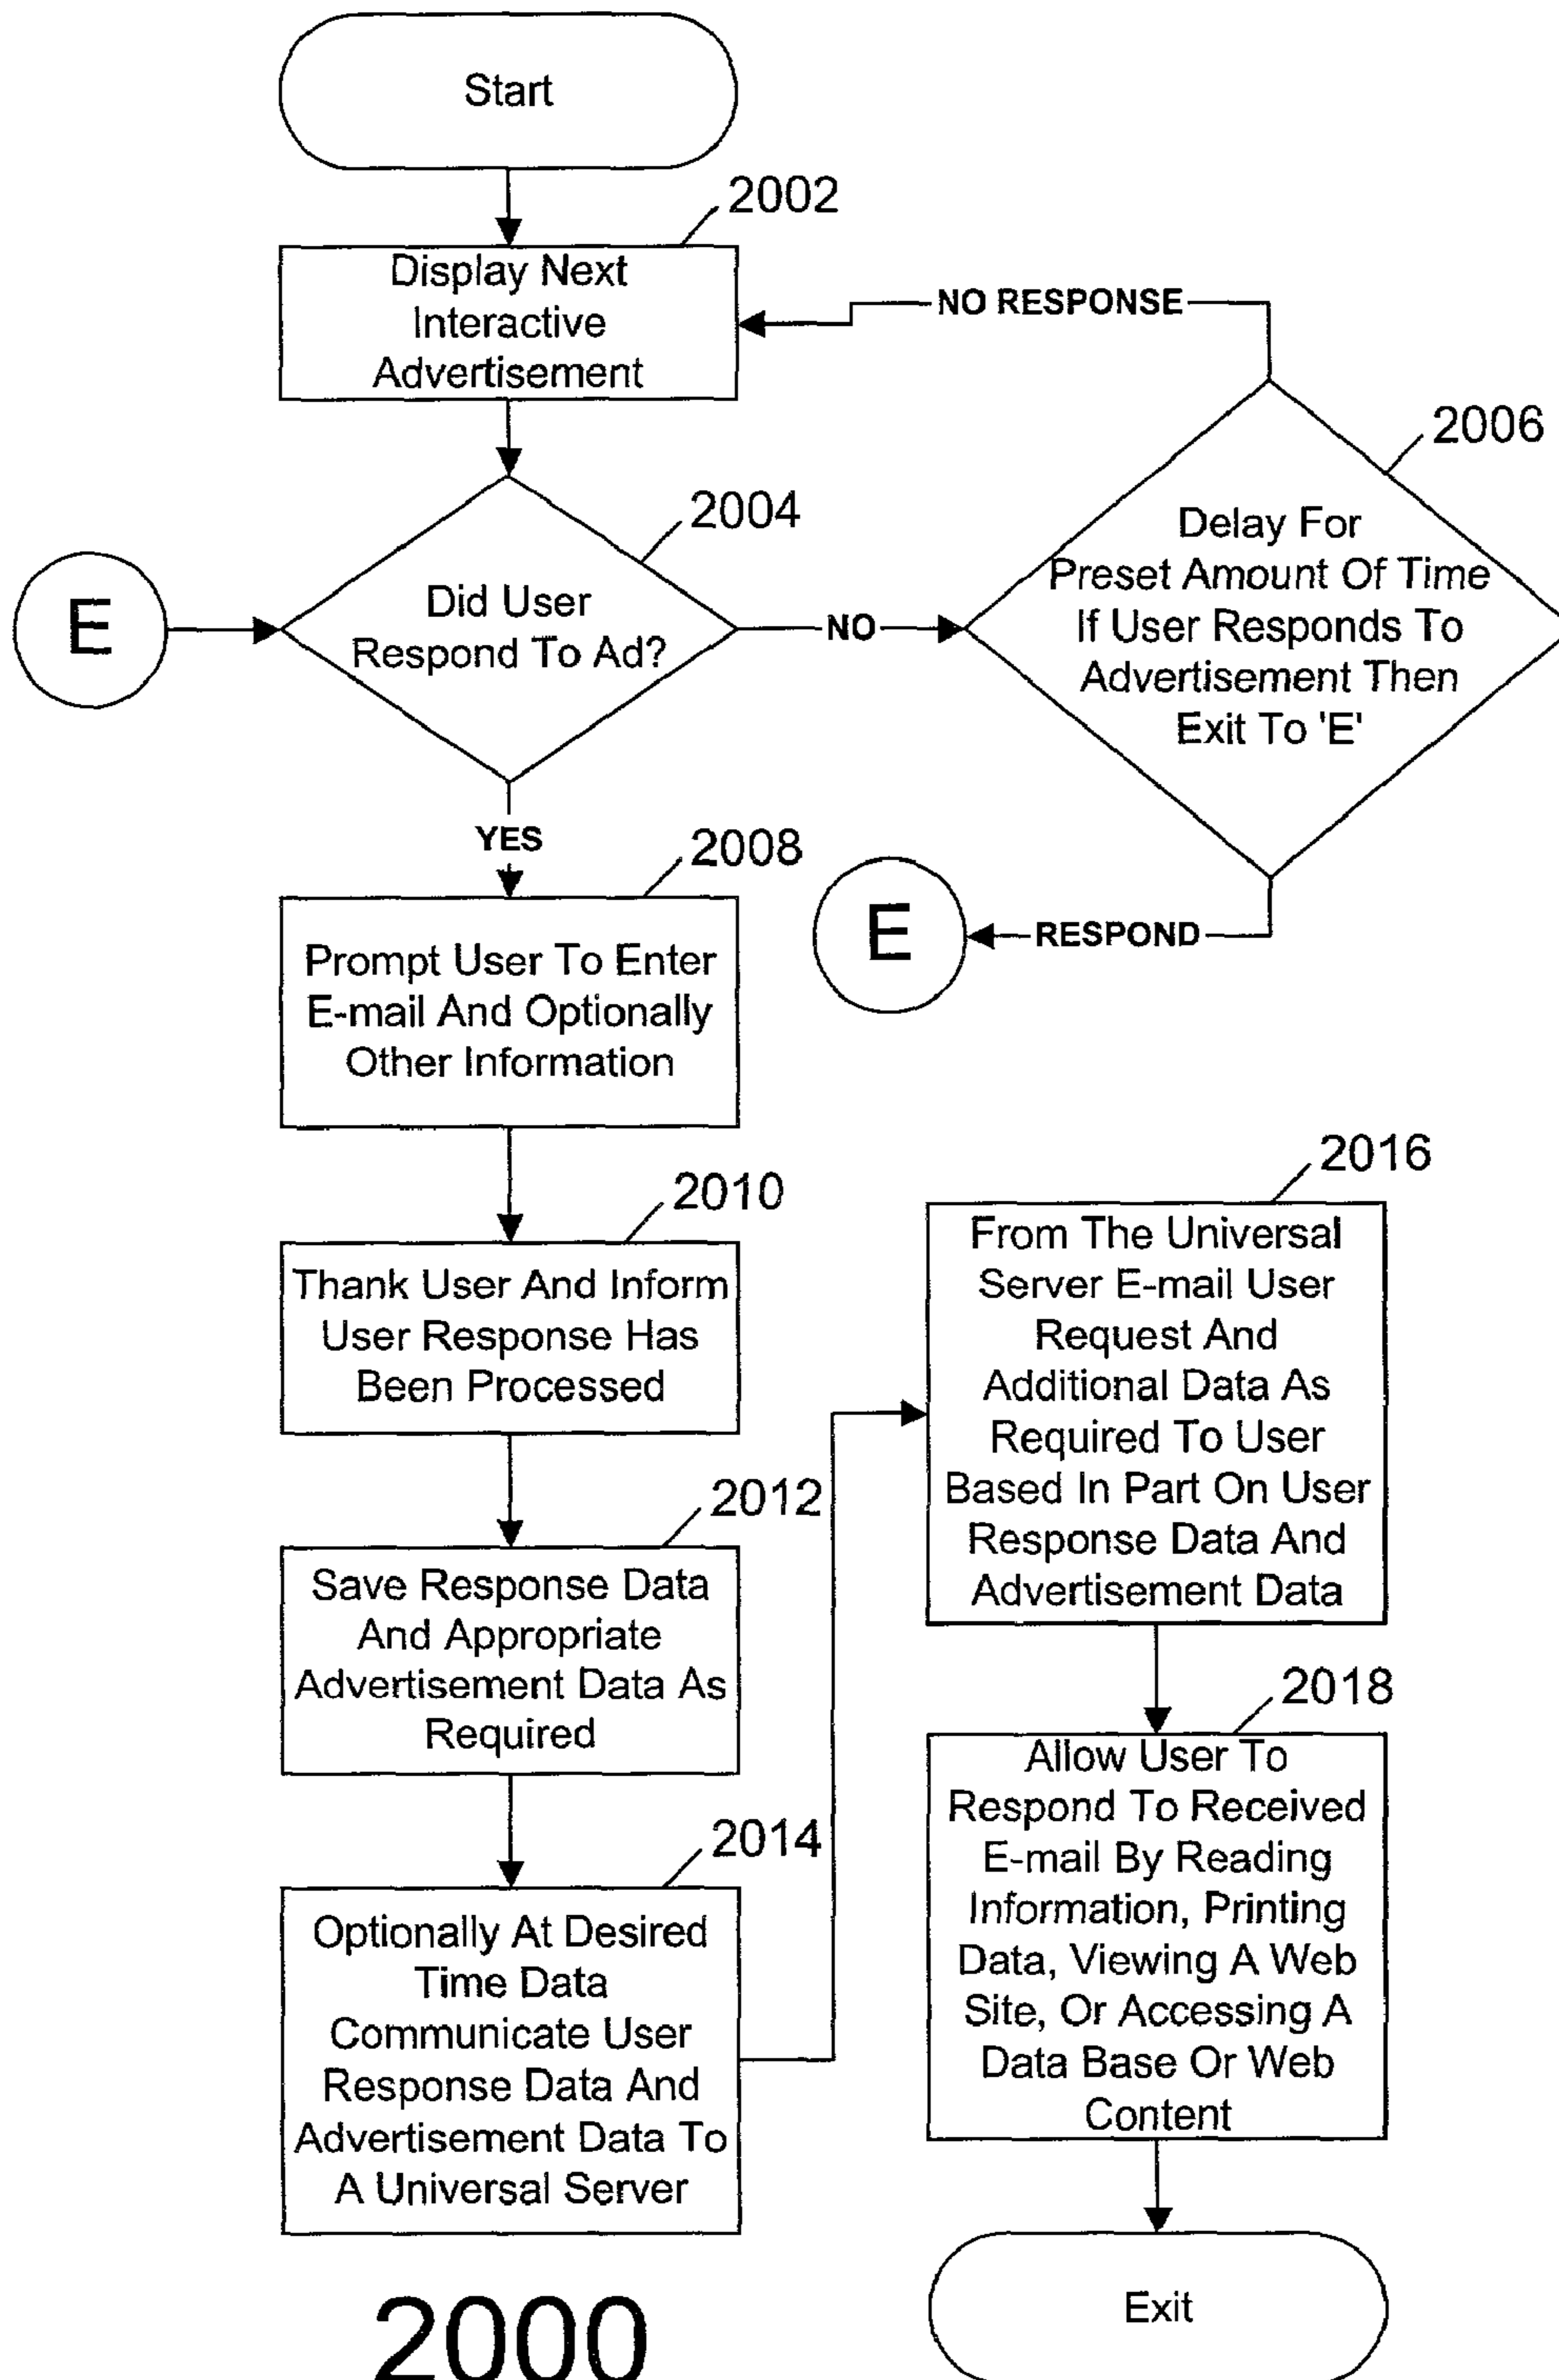 Start
2002
Display Next
Interactive
Advertisement
NO RESPONSE
2006
Delay For
Preset Amount Of Time
If User Responds To
Advertisement Then
Exit To 'E'
2004
Did User
Respond To Ad?
E
NO
YES
E
RESPOND
2008
Prompt User To Enter
E-mail And Optionally
Other Information
2010
Thank User And Inform
User Response Has
Been Processed
2012
Save Response Data
And Appropriate
Advertisement Data As
Required
2014
Optionally At Desired
Time Data
Communicate User
Response Data And
Advertisement Data To
A Universal Server
2016
From The Universal
Server E-mail User
Request And
Additional Data As
Required To User
Based In Part On User
Response Data And
Advertisement Data
2018
Allow User To
Respond To Received
E-mail By Reading
Information, Printing
Data, Viewing A Web
Site, Or Accessing A
Data Base Or Web
Content
Exit
2000